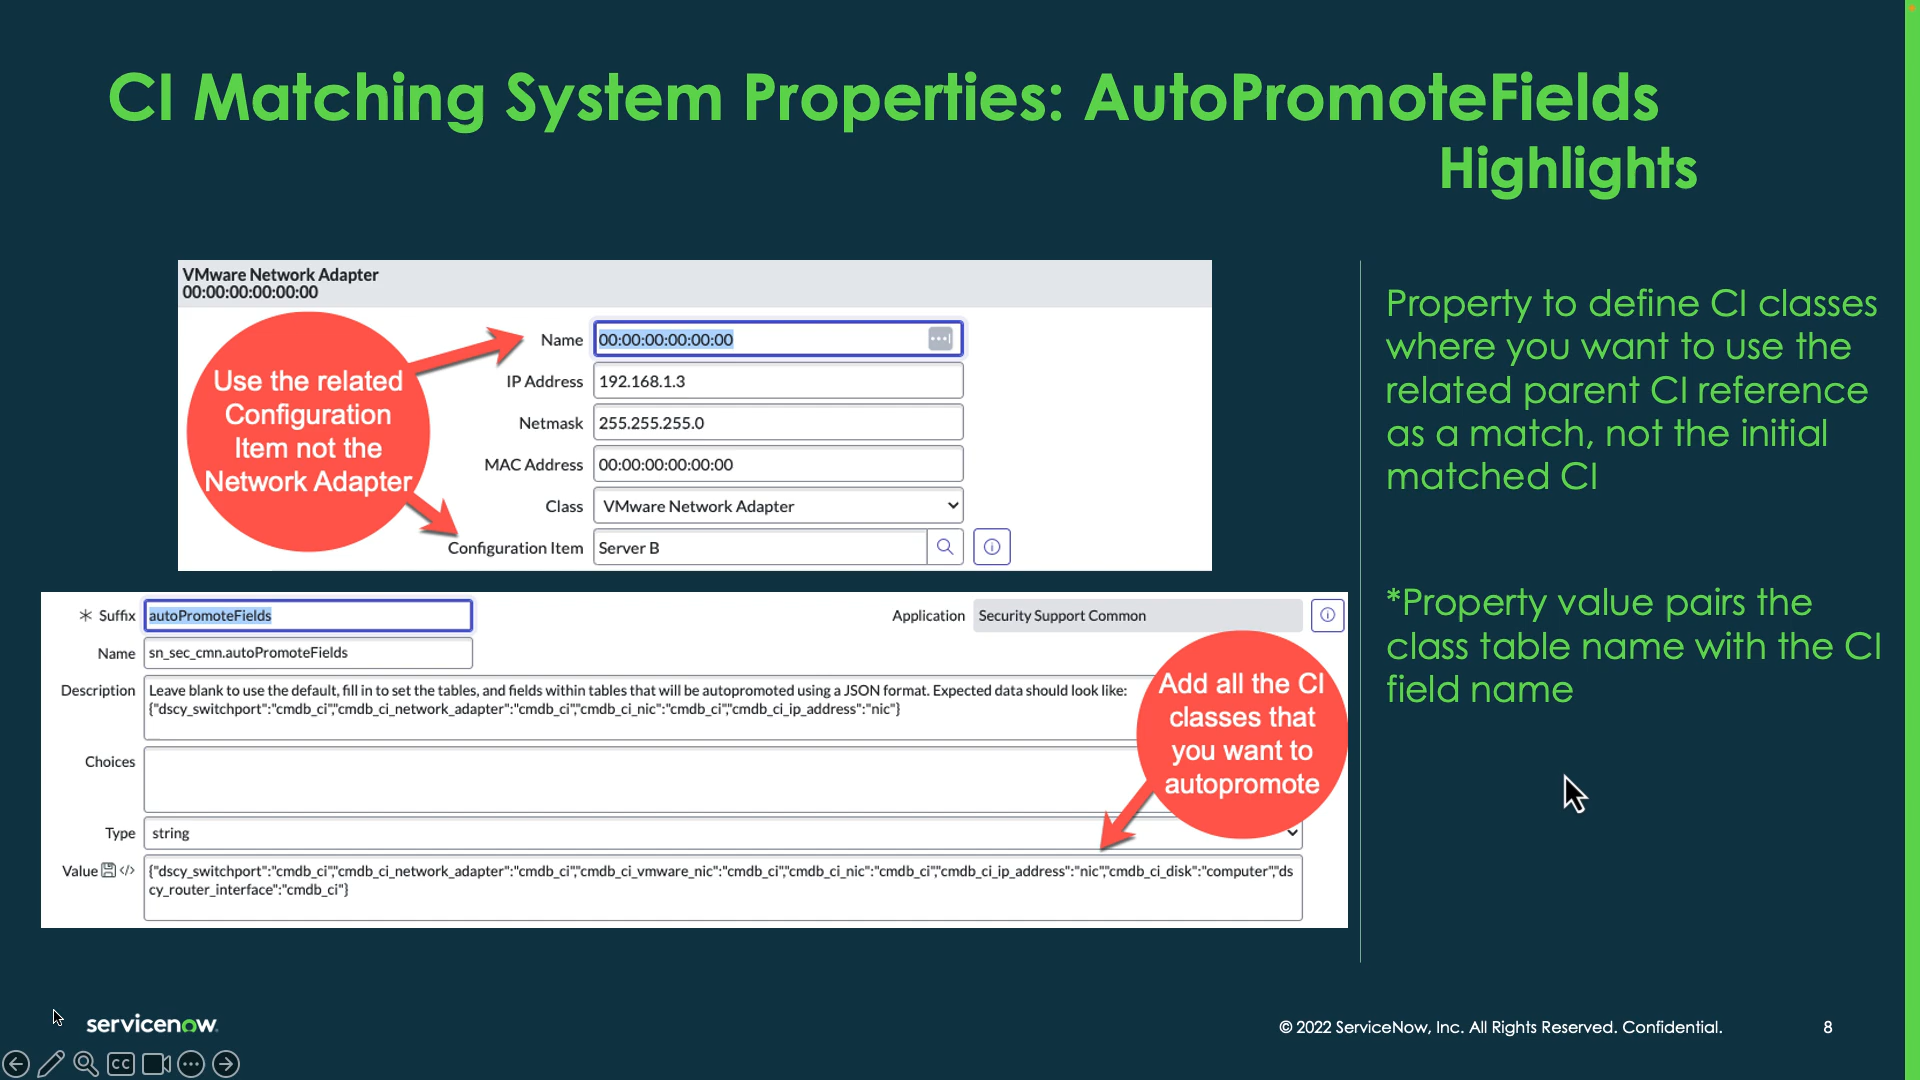 CI Matching System Properties: AutoPromoteFields
Highlights
VMware Network Adapter
00:00:00:00:00:00
Use the related
Configuration
Item not the
Network Adapter
Name 00:00:00:00:00:00
IP Address 192.168.1.3
Netmask 255.255.255.0
MAC Address 00:00:00:00:00:00
Class VMware Network Adapter
Configuration Item Server B
Property to define CI classes
where you want to use the
related parent CI reference
as a match, not the initial
matched CI
*Property value pairs the
class table name with the CI
field name
Suffix autoPromoteFields
Application Security Support Common
Name sn_sec_cmn.autoPromoteFields
Description Leave blank to use the default, fill in to set the tables, and fields within tables that will be autopromoted using a JSON format. Expected data should look like:
{"dscy_switchport":"cmdb_ci","cmdb_ci_network_adapter":"cmdb_ci","cmdb_ci_nic":"cmdb_ci","cmdb_ci_ip_address":"nic"}
Add all the CI
classes that
you want to
autopromote
Choices
Type string
Value </> {"dscy_switchport":"cmdb_ci","cmdb_ci_network_adapter":"cmdb_ci","cmdb_ci_vmware_nic":"cmdb_ci","cmdb_ci_nic":"cmdb_ci","cmdb_ci_ip_address":"nic","cmdb_ci_disk":"computer","ds
cy_router_interface":"cmdb_ci"}
servicenow
© 2022 ServiceNow, Inc. All Rights Reserved. Confidential.
8
CC